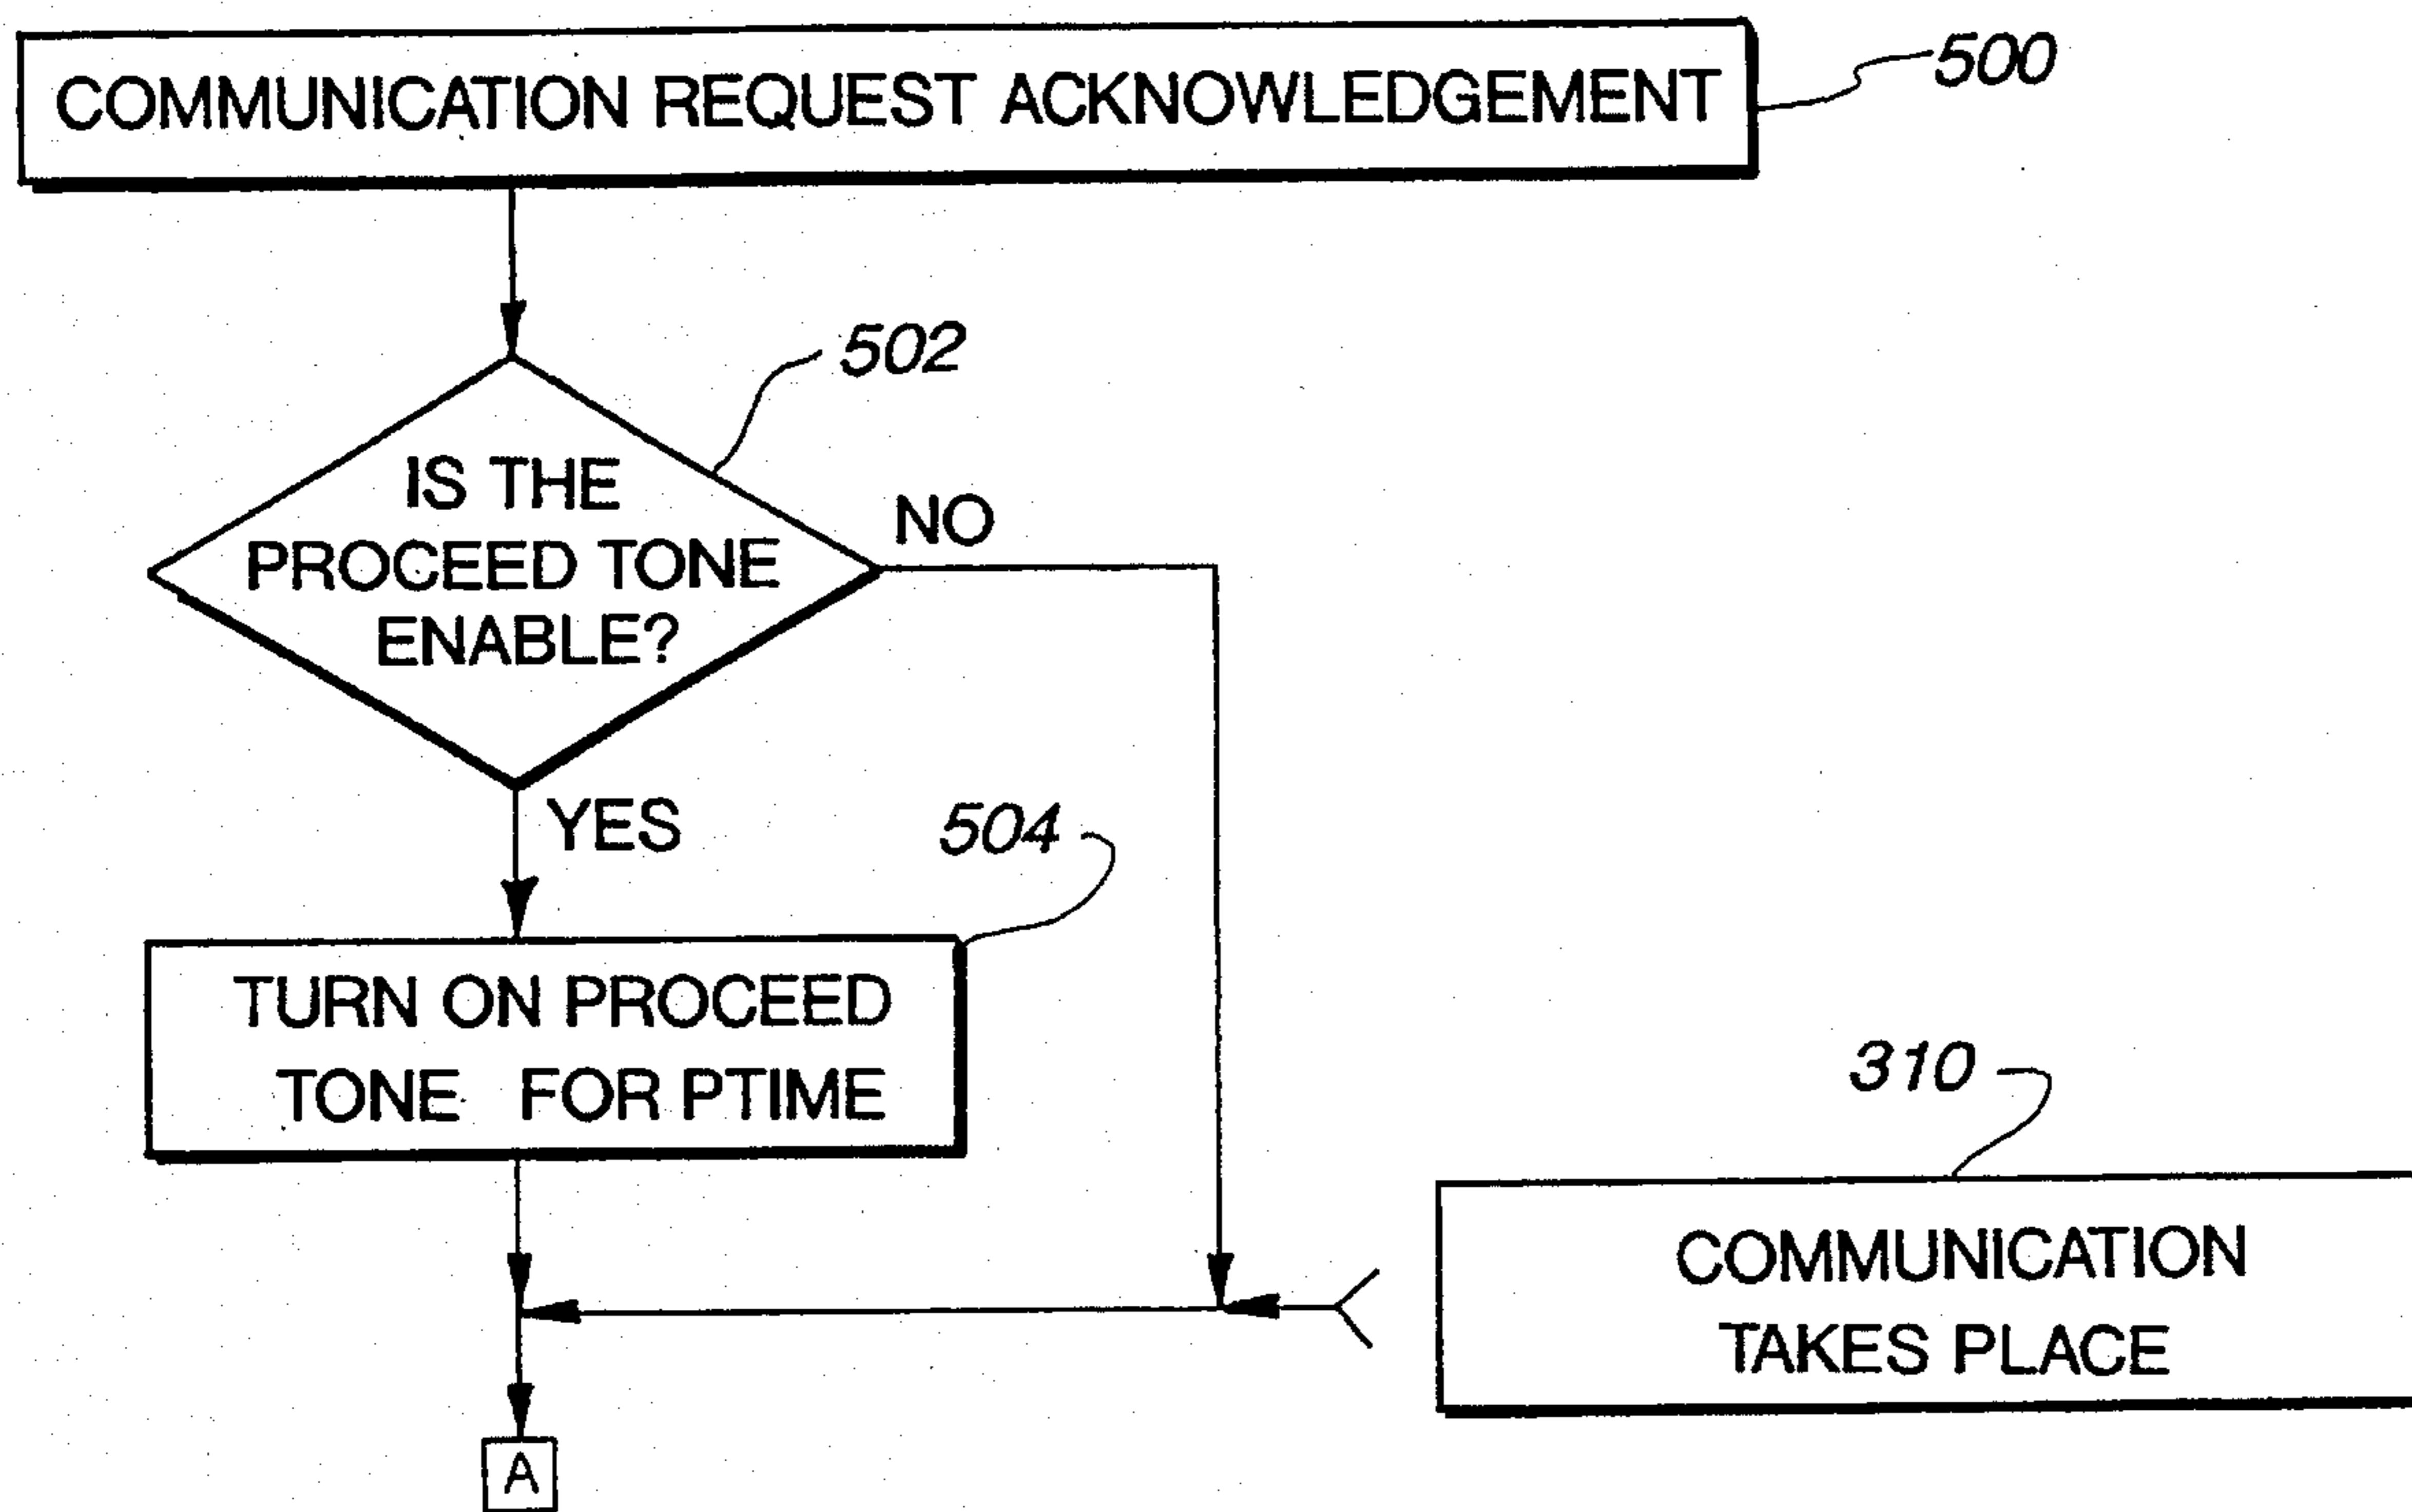 COMMUNICATION REQUEST ACKNOWLEDGEMENT
500
502
IS THE
PROCEED TONE
ENABLE?
NO
YES
504
TURN ON PROCEED
TONE FOR PTIME
310
COMMUNICATION
TAKES PLACE
A